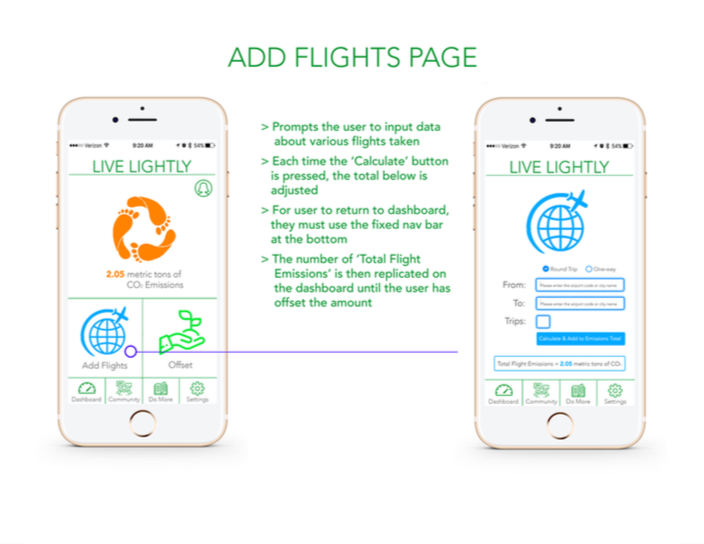 ADD FLIGHTS PAGE
Verizon 9:20 AM 54%
LIVE LIGHTLY
2.05 metric tons of
CO₂ Emissions
Add Flights Offset
Dashboard Community Do More Settings
> Prompts the user to input data
about various flights taken
> Each time the 'Calculate' button
is pressed, the total below is
adjusted
> For user to return to dashboard,
they must use the fixed nav bar
at the bottom
> The number of 'Total Flight
Emissions' is then replicated on
the dashboard until the user has
offset the amount
Verizon 9:20 AM 54%
LIVE LIGHTLY
Round Trip One-way
From: Please enter the airport code or city name
To: Please enter the airport code or city name
Trips:
Calculate & Add to Emissions Total
Total Flight Emissions = 2.05 metric tons of CO₂
Dashboard Community Do More Settings